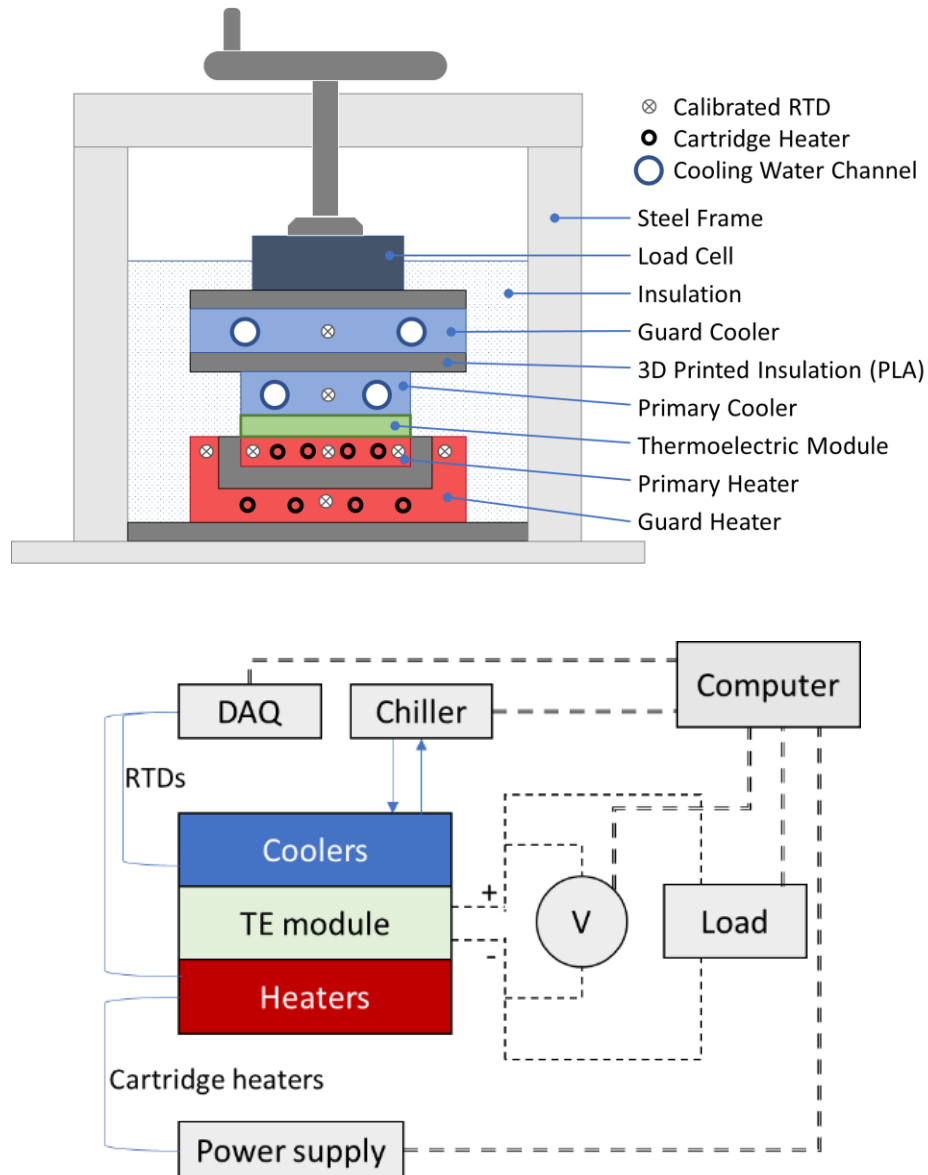 Calibrated RTD
Cartridge Heater
Cooling Water Channel
Steel Frame
Load Cell
Insulation
Guard Cooler
3D Printed Insulation (PLA)
Primary Cooler
Thermoelectric Module
Primary Heater
Guard Heater
Computer
DAQ
Chiller
RTDs
Coolers
+
TE module
V
Load
-
Heaters
Cartridge heaters
Power supply